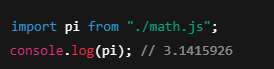 import pi from "./math.js";
console.log(pi); // 3.1415926